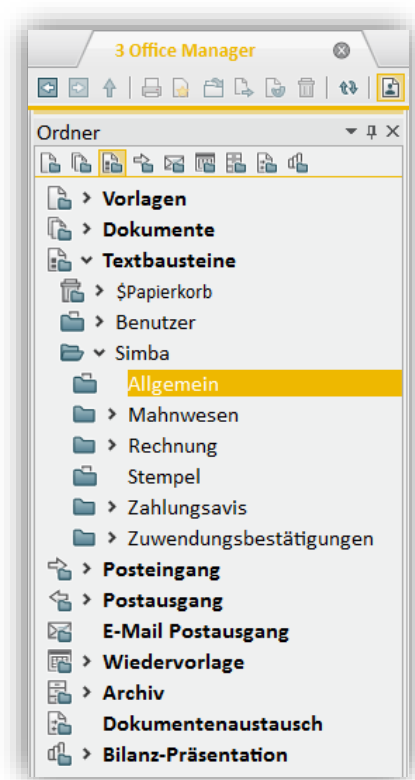 3 Office Manager
Ordner
Vorlagen
Dokumente
Textbausteine
$Papierkorb
Benutzer
Simba
Allgemein
Mahnwesen
Rechnung
Stempel
Zahlungsavis
Zuwendungsbestätigungen
Posteingang
Postausgang
E-Mail Postausgang
Wiedervorlage
Archiv
Dokumentenaustausch
Bilanz-Präsentation